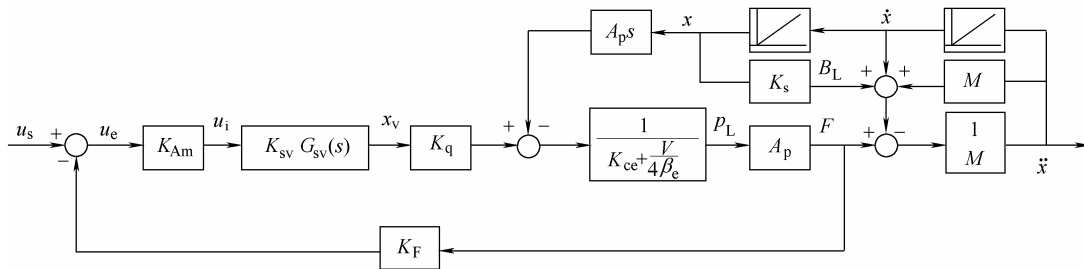 A_p s
x
ẋ
K_s
B_L
+
+
M
u_s
+
−
u_e
K_Am
u_i
K_sv G_sv(s)
x_v
K_q
+
−
1
K_ce + V
4β_e
p_L
A_p
F
+
−
1
M
ẍ
K_F